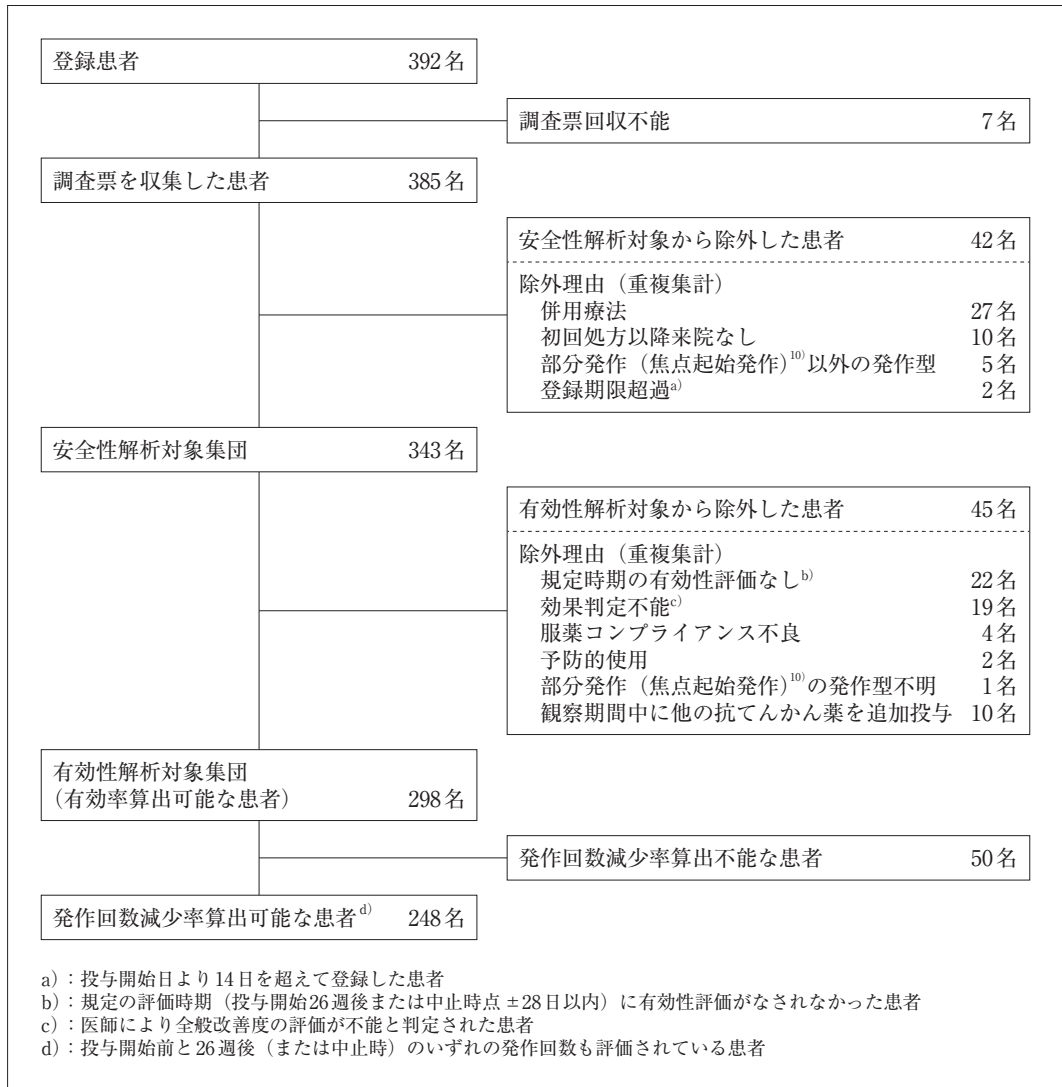 登録患者 392名
調査票回収不能 7名
調査票を収集した患者 385名
安全性解析対象から除外した患者 42名
除外理由（重複集計）
併用療法 27名
初回処方以降来院なし 10名
部分発作（焦点起始発作）10)以外の発作型 5名
登録期限超過a) 2名
安全性解析対象集団 343名
有効性解析対象から除外した患者 45名
除外理由（重複集計）
規定時期の有効性評価なしb) 22名
効果判定不能c) 19名
服薬コンプライアンス不良 4名
予防的使用 2名
部分発作（焦点起始発作）10)の発作型不明 1名
観察期間中に他の抗てんかん薬を追加投与 10名
有効性解析対象集団
（有効率算出可能な患者） 298名
発作回数減少率算出不能な患者 50名
発作回数減少率算出可能な患者d) 248名
a）：投与開始日より14日を超えて登録した患者
b）：規定の評価時期（投与開始26週後または中止時点±28日以内）に有効性評価がなされなかった患者
c）：医師により全般改善度の評価が不能と判定された患者
d）：投与開始前と26週後（または中止時）のいずれの発作回数も評価されている患者